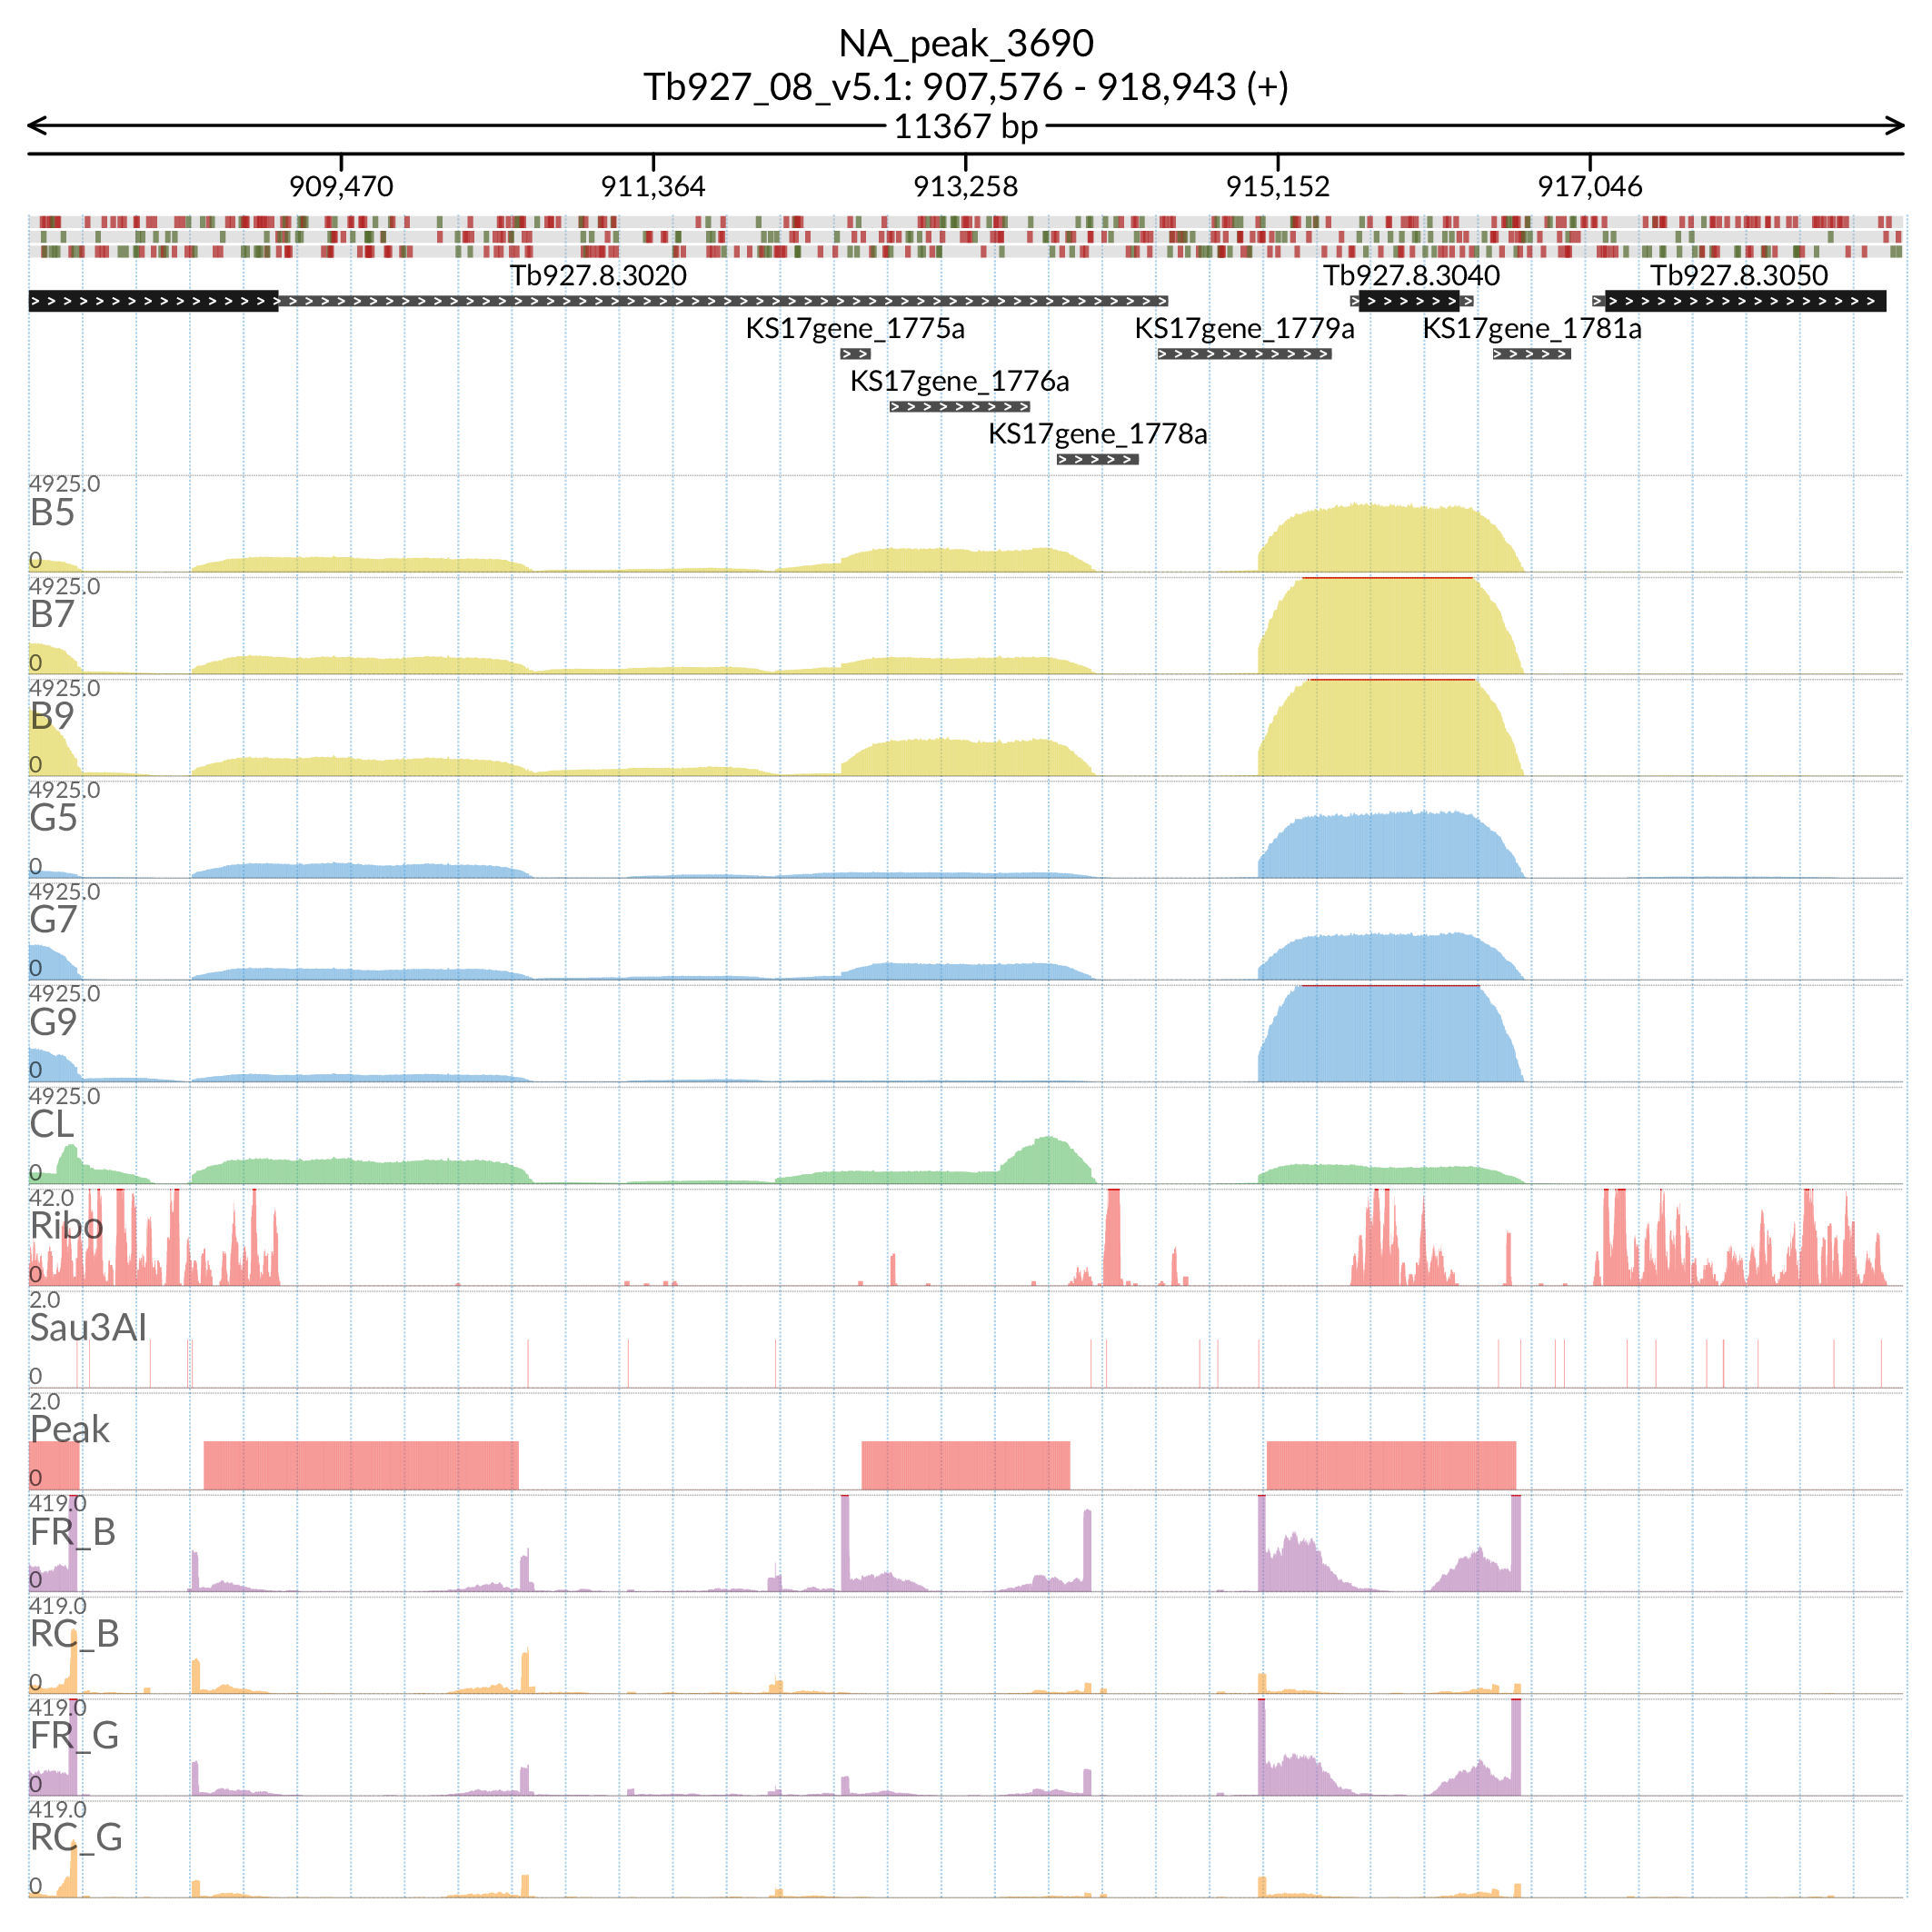 NA_peak_3690
Tb927_08_v5.1: 907,576 - 918,943 (+)
11367 bp
909,470 911,364 913,258 915,152 917,046
Tb927.8.3020 Tb927.8.3040 Tb927.8.3050
KS17gene_1775a KS17gene_1779a KS17gene_1781a
KS17gene_1776a
KS17gene_1778a
4925.0
B5
0
4925.0
B7
0
4925.0
B9
0
4925.0
G5
0
4925.0
G7
0
4925.0
G9
0
4925.0
CL
0
42.0
Ribo
0
2.0
Sau3AI
0
2.0
Peak
0
419.0
FR_B
0
419.0
RC_B
0
419.0
FR_G
0
419.0
RC_G
0